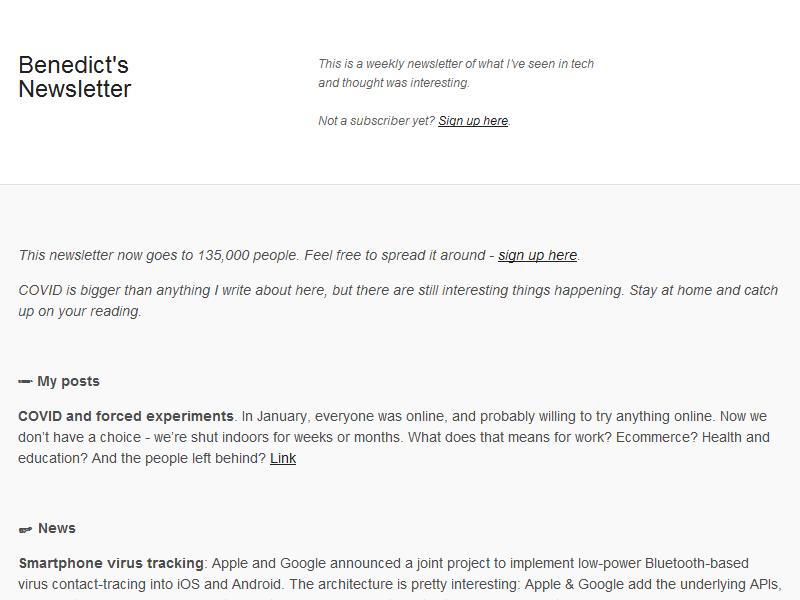 Benedict's
Newsletter
This is a weekly newsletter of what I've seen in tech
and thought was interesting.
Not a subscriber yet? Sign up here.
This newsletter now goes to 135,000 people. Feel free to spread it around - sign up here.
COVID is bigger than anything I write about here, but there are still interesting things happening. Stay at home and catch
up on your reading.
My posts
COVID and forced experiments. In January, everyone was online, and probably willing to try anything online. Now we
don't have a choice - we're shut indoors for weeks or months. What does that means for work? Ecommerce? Health and
education? And the people left behind? Link
News
Smartphone virus tracking: Apple and Google announced a joint project to implement low-power Bluetooth-based
virus contact-tracing into iOS and Android. The architecture is pretty interesting: Apple & Google add the underlying APIs,